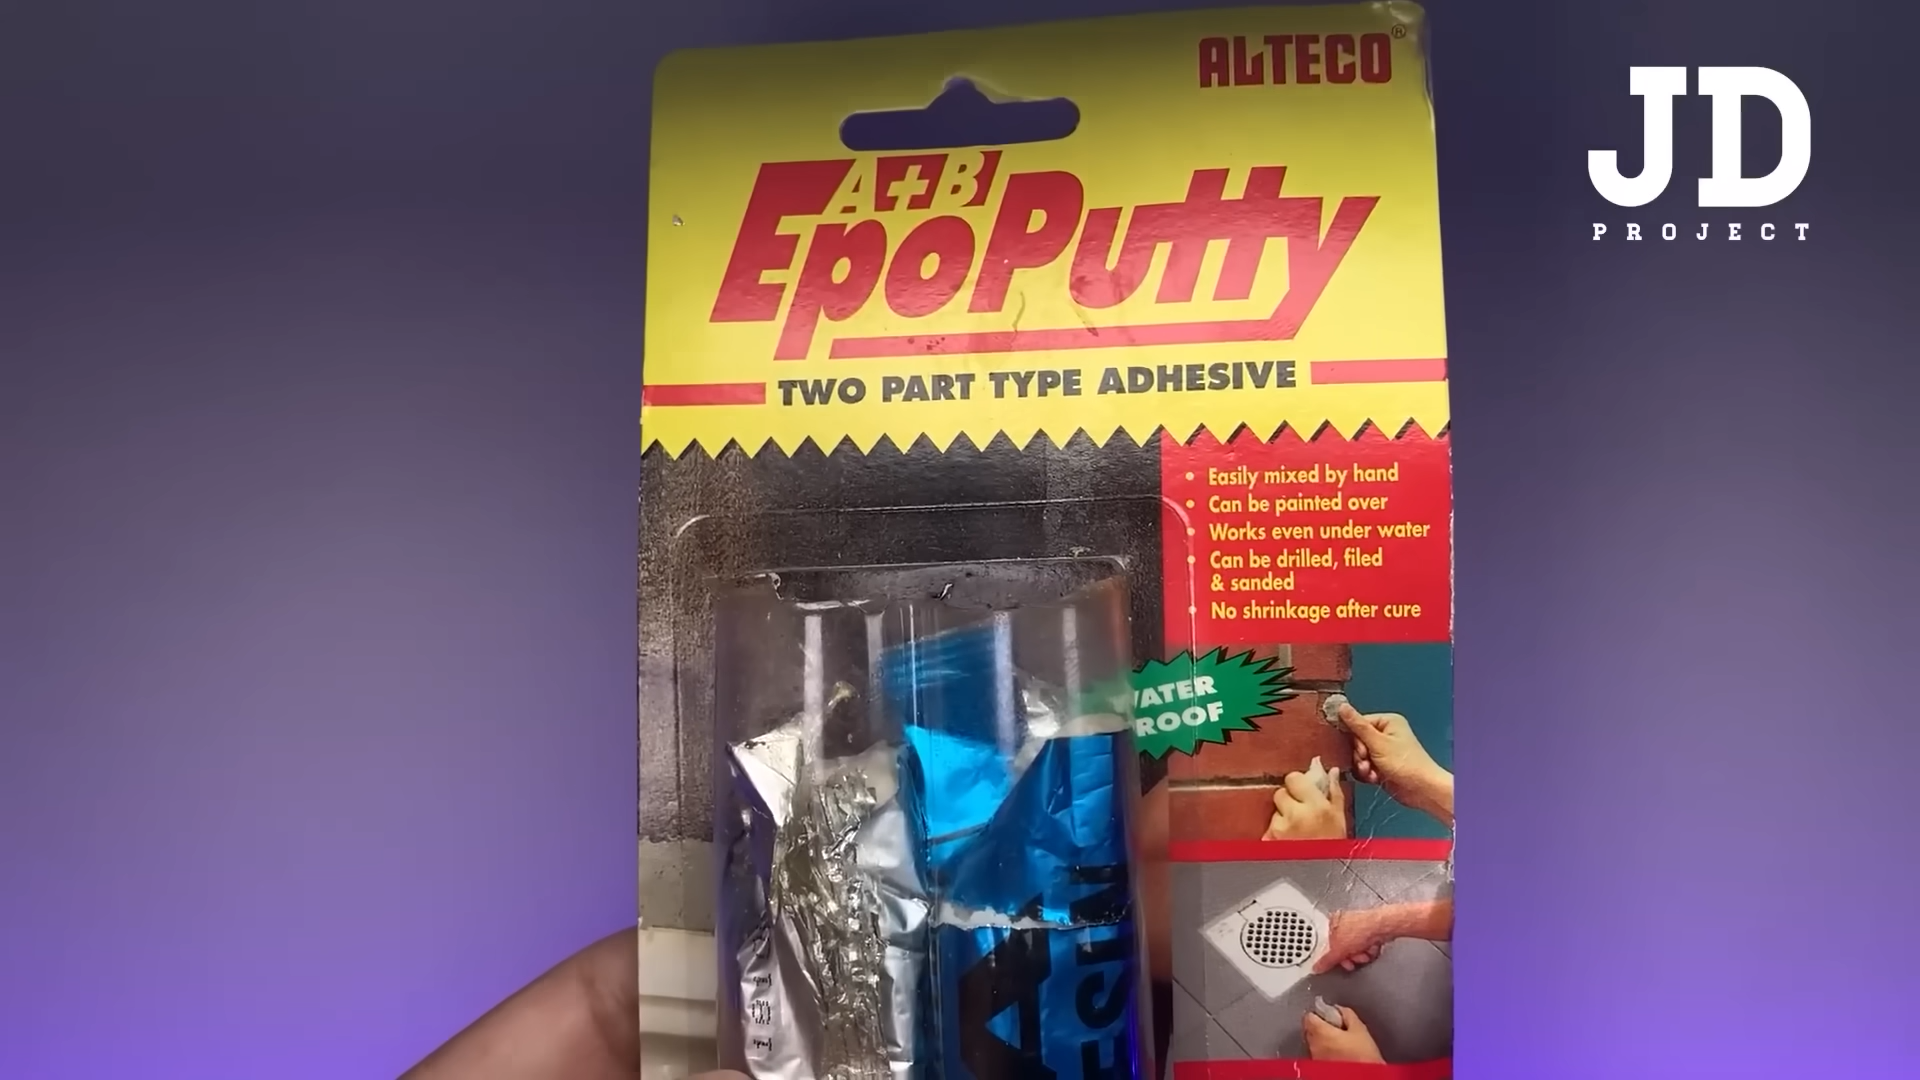 ALTECO®
A+B
EpoPutty
TWO PART TYPE ADHESIVE
• Easily mixed by hand
• Can be painted over
• Works even under water
• Can be drilled, filed
& sanded
• No shrinkage after cure
WATER
PROOF
A
JD
PROJECT